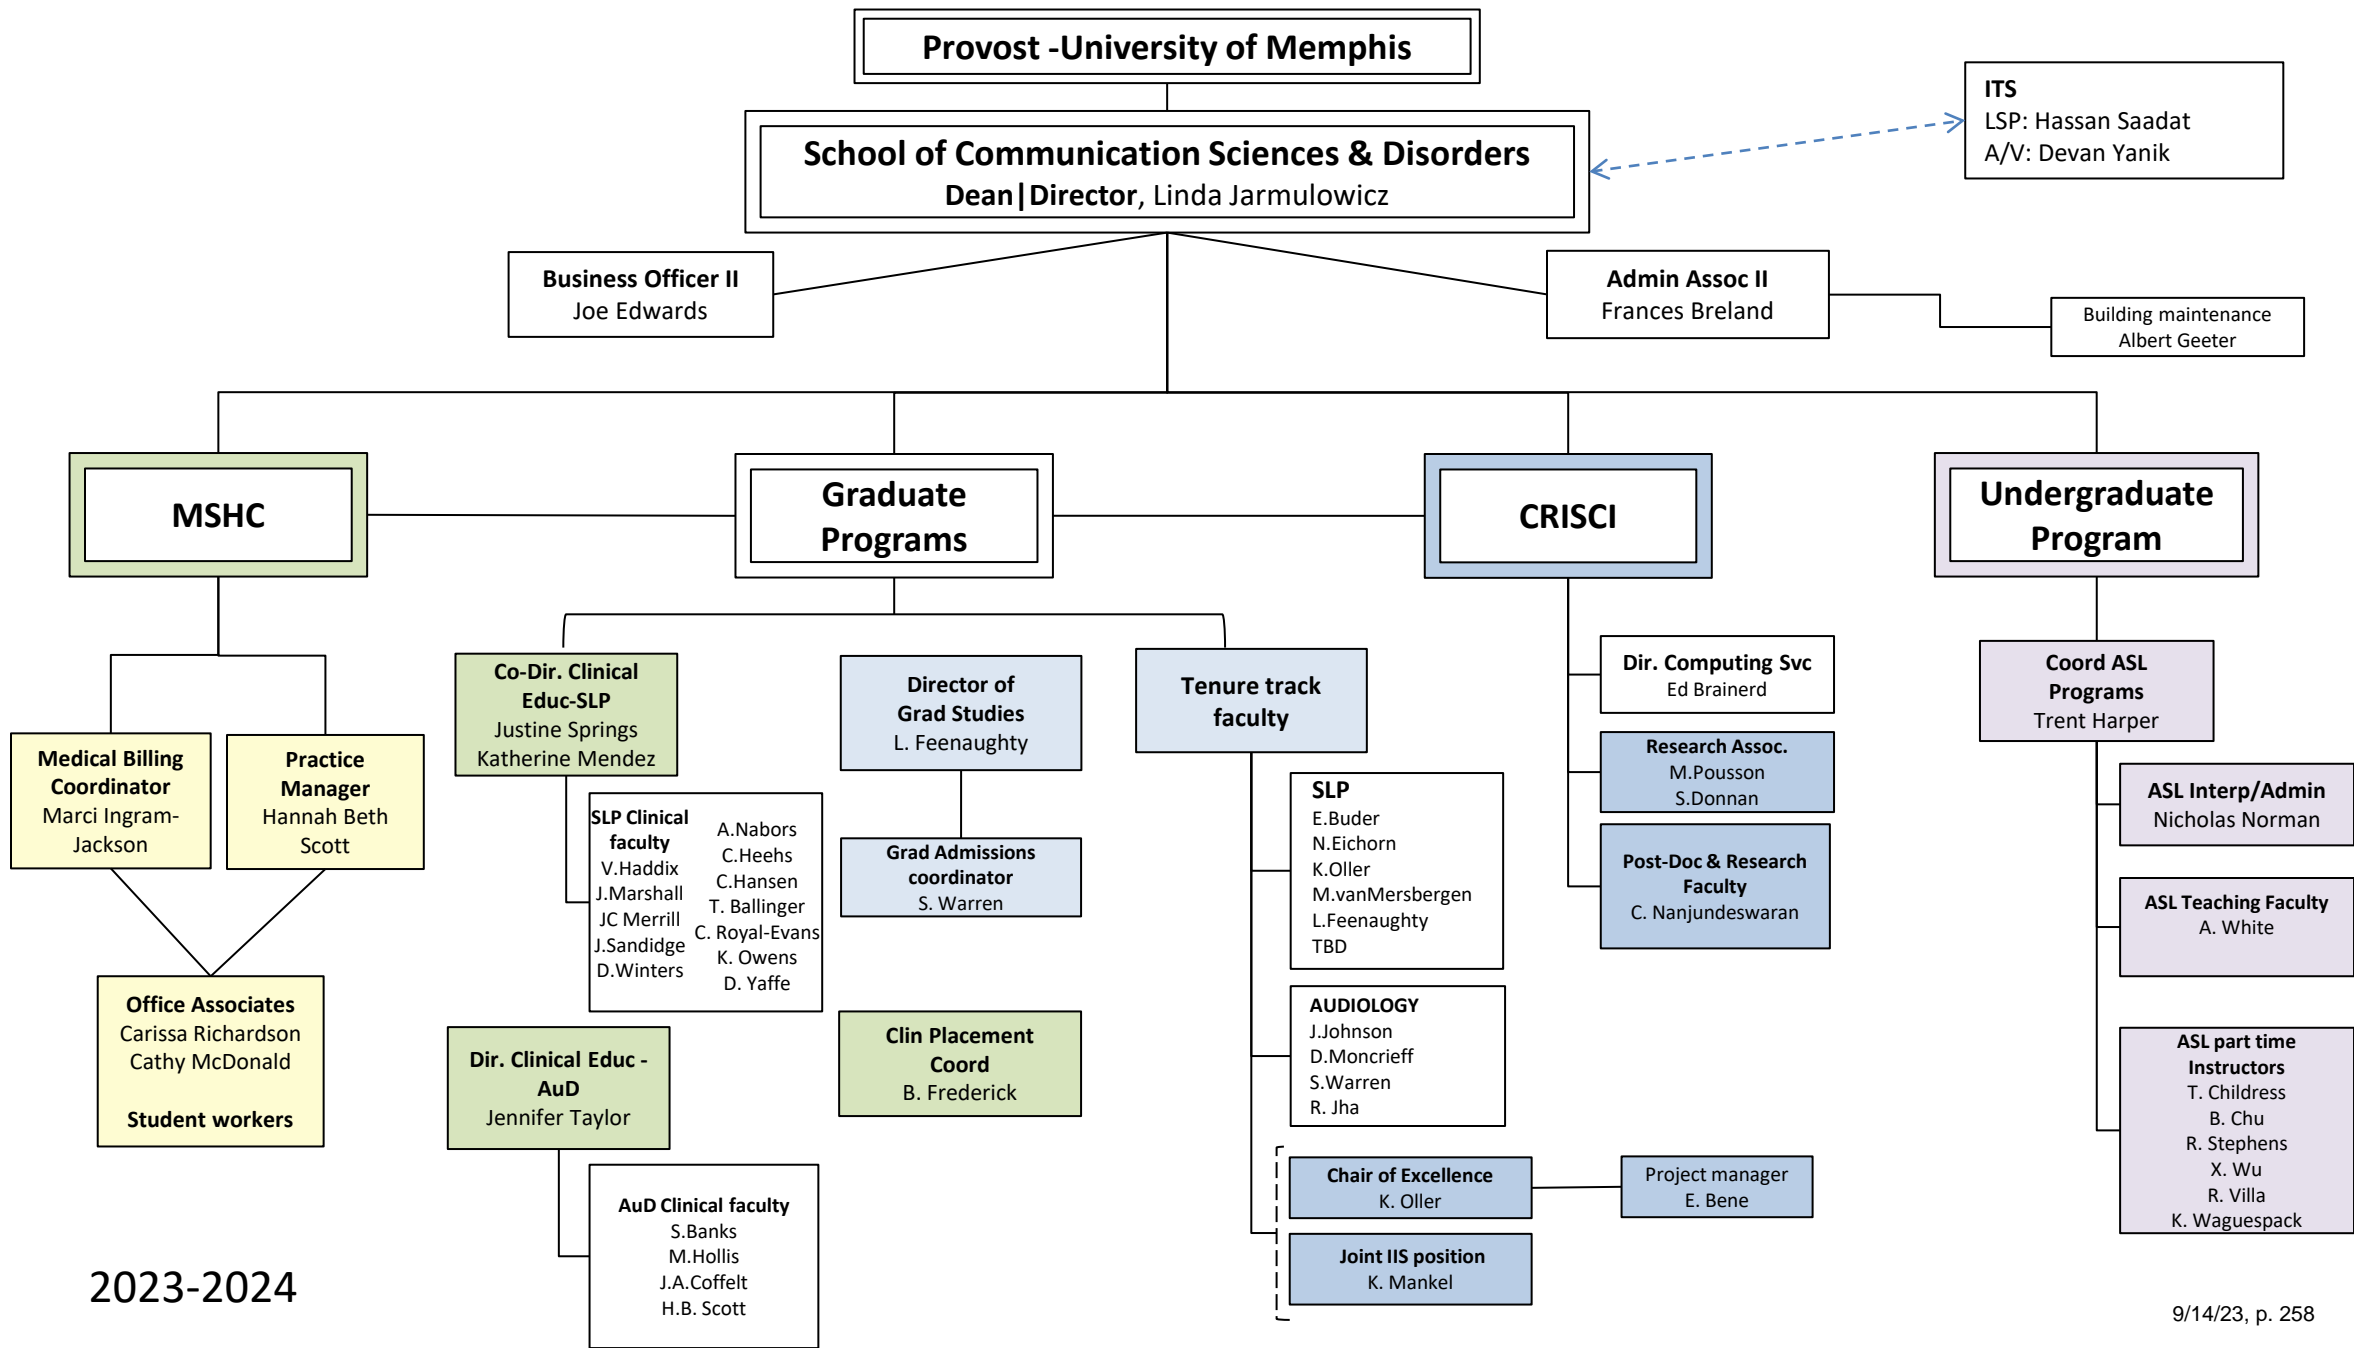 Provost -University of Memphis
ITS
LSP: Hassan Saadat
A/V: Devan Yanik
School of Communication Sciences & Disorders
Dean|Director, Linda Jarmulowicz
Business Officer II
Joe Edwards
Admin Assoc II
Frances Breland
Building maintenance
Albert Geeter
MSHC
Graduate
Programs
CRISCI
Undergraduate
Program
Medical Billing
Coordinator
Marci Ingram-
Jackson
Practice
Manager
Hannah Beth
Scott
Office Associates
Carissa Richardson
Cathy McDonald
Student workers
Co-Dir. Clinical
Educ-SLP
Justine Springs
Katherine Mendez
SLP Clinical
faculty
V.Haddix
J.Marshall
JC Merrill
J.Sandidge
D.Winters
A.Nabors
C.Heehs
C.Hansen
T. Ballinger
C. Royal-Evans
K. Owens
D. Yaffe
Dir. Clinical Educ -
AuD
Jennifer Taylor
AuD Clinical faculty
S.Banks
M.Hollis
J.A.Coffelt
H.B. Scott
Director of
Grad Studies
L. Feenaughty
Grad Admissions
coordinator
S. Warren
Clin Placement
Coord
B. Frederick
Tenure track
faculty
SLP
E.Buder
N.Eichorn
K.Oller
M.vanMersbergen
L.Feenaughty
TBD
AUDIOLOGY
J.Johnson
D.Moncrieff
S.Warren
R. Jha
Chair of Excellence
K. Oller
Project manager
E. Bene
Joint IIS position
K. Mankel
Dir. Computing Svc
Ed Brainerd
Research Assoc.
M.Pousson
S.Donnan
Post-Doc & Research
Faculty
C. Nanjundeswaran
Coord ASL
Programs
Trent Harper
ASL Interp/Admin
Nicholas Norman
ASL Teaching Faculty
A. White
ASL part time
Instructors
T. Childress
B. Chu
R. Stephens
X. Wu
R. Villa
K. Waguespack
2023-2024
9/14/23, p. 258